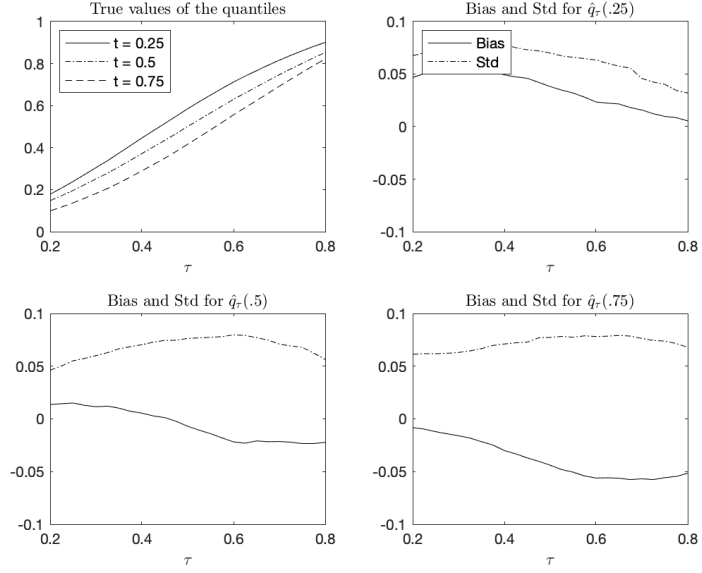 True values of the quantiles
1
0.8
0.6
0.4
0.2
0
t = 0.25
t = 0.5
t = 0.75
0.2 0.4 0.6 0.8
τ
Bias and Std for q̂τ(.25)
0.1
0.05
0
-0.05
-0.1
Bias
Std
0.2 0.4 0.6 0.8
τ
Bias and Std for q̂τ(.5)
0.1
0.05
0
-0.05
-0.1
0.2 0.4 0.6 0.8
τ
Bias and Std for q̂τ(.75)
0.1
0.05
0
-0.05
-0.1
0.2 0.4 0.6 0.8
τ